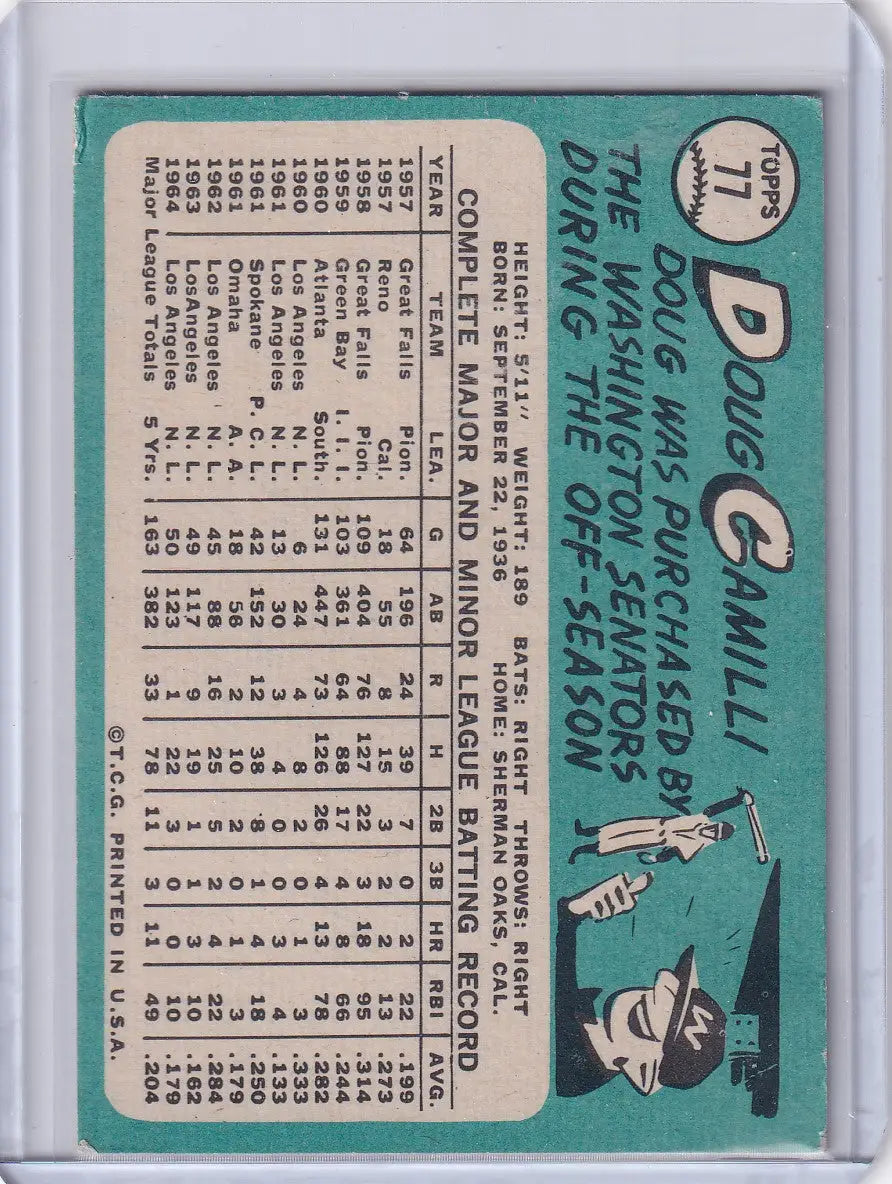 TOPPS
77
DOUG CAMILLI
DOUG WAS PURCHASED BY
THE WASHINGTON SENATORS
DURING THE OFF-SEASON
W
HEIGHT: 5'11" WEIGHT: 189 BATS: RIGHT THROWS: RIGHT
BORN: SEPTEMBER 22, 1936 HOME: SHERMAN OAKS, CAL.
COMPLETE MAJOR AND MINOR LEAGUE BATTING RECORD
YEAR TEAM LEA. G AB R H 2B 3B HR RBI AVG.
1957 Great Falls Pion. 64 196 24 39 7 0 2 22 .199
1957 Reno Cal. 18 55 8 15 3 2 2 13 .273
1958 Great Falls Pion. 109 404 76 127 22 3 18 95 .314
1959 Green Bay I. I. I. 103 361 64 88 17 4 8 66 .244
1960 Atlanta South. 131 447 73 126 26 4 13 78 .282
1960 Los Angeles N. L. 6 24 4 8 2 0 1 3 .333
1961 Los Angeles N. L. 13 30 3 4 0 0 3 4 .133
1961 Spokane P. C. L. 42 152 12 38 8 1 4 18 .250
1961 Omaha A. A. 18 56 2 10 2 0 1 3 .179
1962 Los Angeles N. L. 45 88 16 25 5 2 4 22 .284
1963 Los Angeles N. L. 49 117 9 19 1 1 3 10 .162
1964 Los Angeles N. L. 50 123 1 22 3 0 0 10 .179
Major League Totals 5 Yrs. 163 382 33 78 11 3 11 49 .204
©T.C.G. PRINTED IN U.S.A.